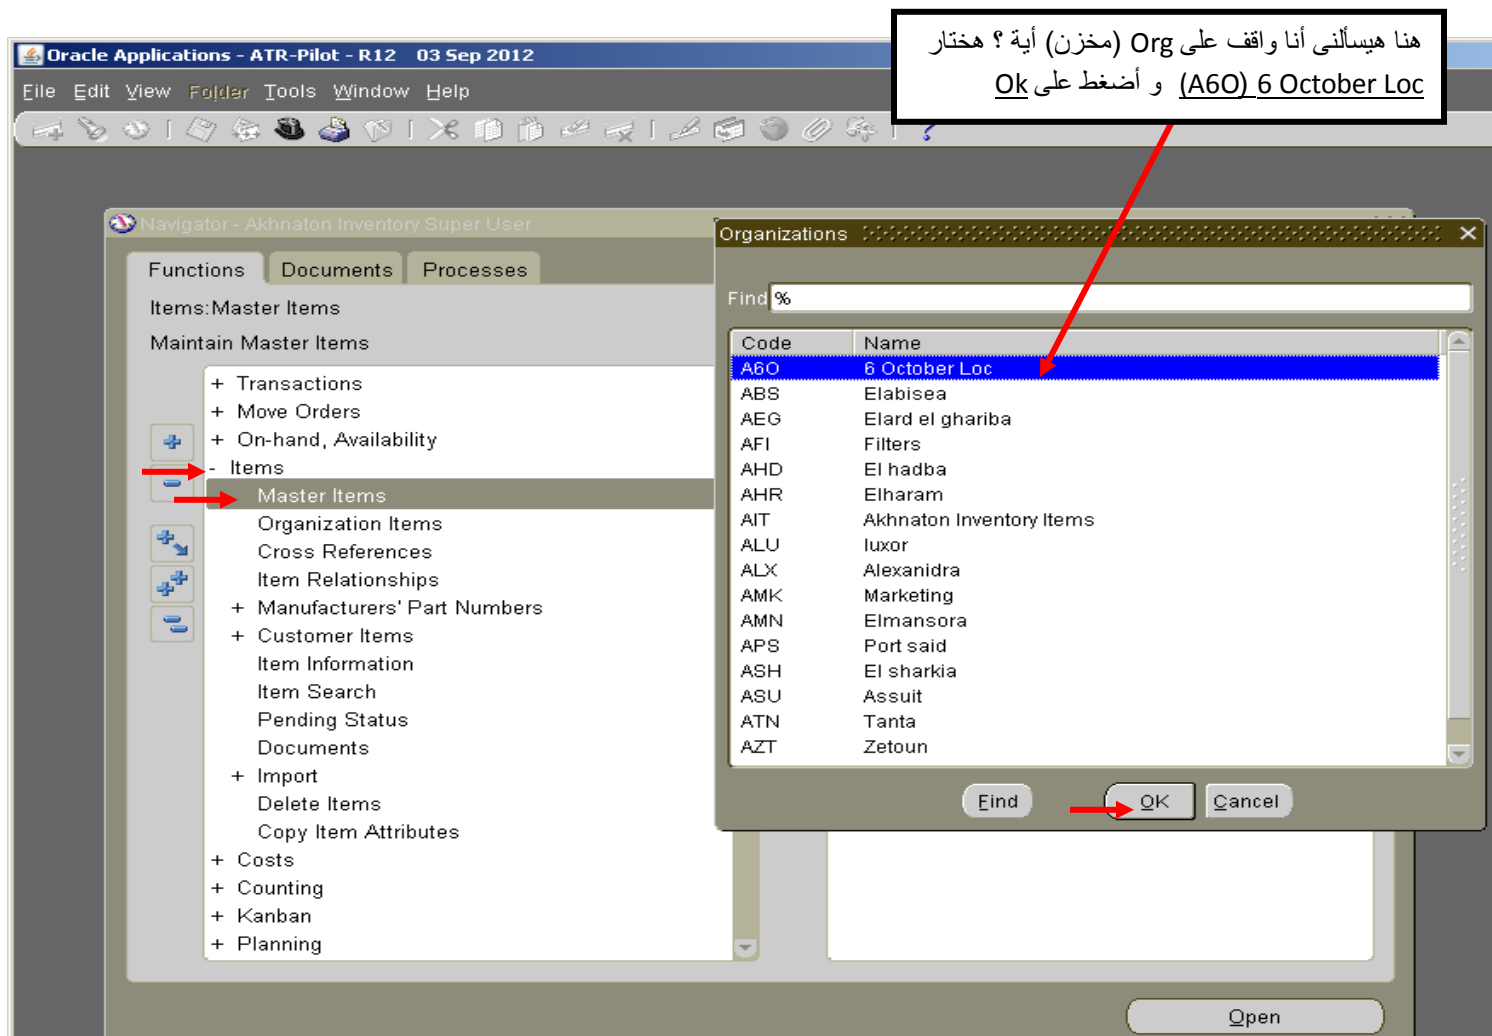 هنا هيسألنى أنا واقف على Org (مخزن) أية ؟ هختار
6 October Loc (A6O) و أضغط على Ok
Oracle Applications - ATR-Pilot - R12 03 Sep 2012
File Edit View Folder Tools Window Help
Navigator - Akhnaton Inventory Super User
Functions Documents Processes
Items:Master Items
Maintain Master Items
+ Transactions
+ Move Orders
+ On-hand, Availability
- Items
Master Items
Organization Items
Cross References
Item Relationships
+ Manufacturers' Part Numbers
+ Customer Items
Item Information
Item Search
Pending Status
Documents
+ Import
Delete Items
Copy Item Attributes
+ Costs
+ Counting
+ Kanban
+ Planning
Organizations
Find %
Code Name
A6O 6 October Loc
ABS Elabisea
AEG Elard el ghariba
AFI Filters
AHD El hadba
AHR Elharam
AIT Akhnaton Inventory Items
ALU luxor
ALX Alexanidra
AMK Marketing
AMN Elmansora
APS Port said
ASH El sharkia
ASU Assuit
ATN Tanta
AZT Zetoun
Find OK Cancel
Open